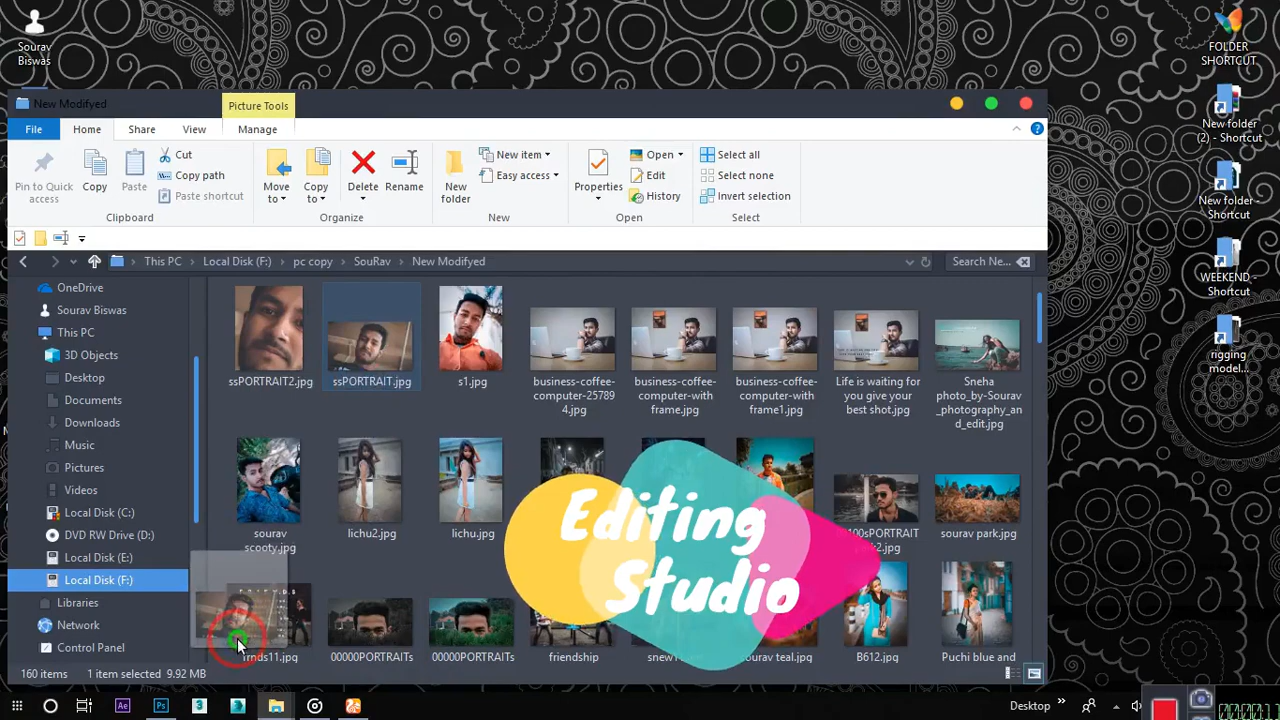 Sourav
Biswas
FOLDER
SHORTCUT
New folder
(2) - Shortcut
New folder -
Shortcut
WEEKEND -
Shortcut
rigging
model...
New Modifyed
Picture Tools
File
Home
Share
View
Manage
Pin to Quick
access
Copy
Paste
Cut
Copy path
Paste shortcut
Clipboard
Move
to
Copy
to
Delete
Rename
Organize
New
folder
New item
Easy access
New
Properties
Open
Edit
History
Open
Select all
Select none
Invert selection
Select
This PC
Local Disk (F:)
pc copy
SouRav
New Modifyed
Search Ne...
OneDrive
Sourav Biswas
This PC
3D Objects
Desktop
Documents
Downloads
Music
Pictures
Videos
Local Disk (C:)
DVD RW Drive (D:)
Local Disk (E:)
Local Disk (F:)
Libraries
Network
Control Panel
ssPORTRAIT2.jpg
ssPORTRAIT.jpg
s1.jpg
business-coffee-
computer-25789
4.jpg
business-coffee-
computer-with
frame.jpg
business-coffee-
computer-with
frame1.jpg
Life is waiting for
you give your
best shot.jpg
Sneha
photo_by-Sourav
_photography_an
d_edit.jpg
sourav
scooty.jpg
lichu2.jpg
lichu.jpg
sourav park.jpg
00000PORTRAITs
00000PORTRAITs
friendship
B612.jpg
Puchi blue and
Editing
Studio
160 items
1 item selected
9.92 MB
Ae
Ps
3
3
Desktop